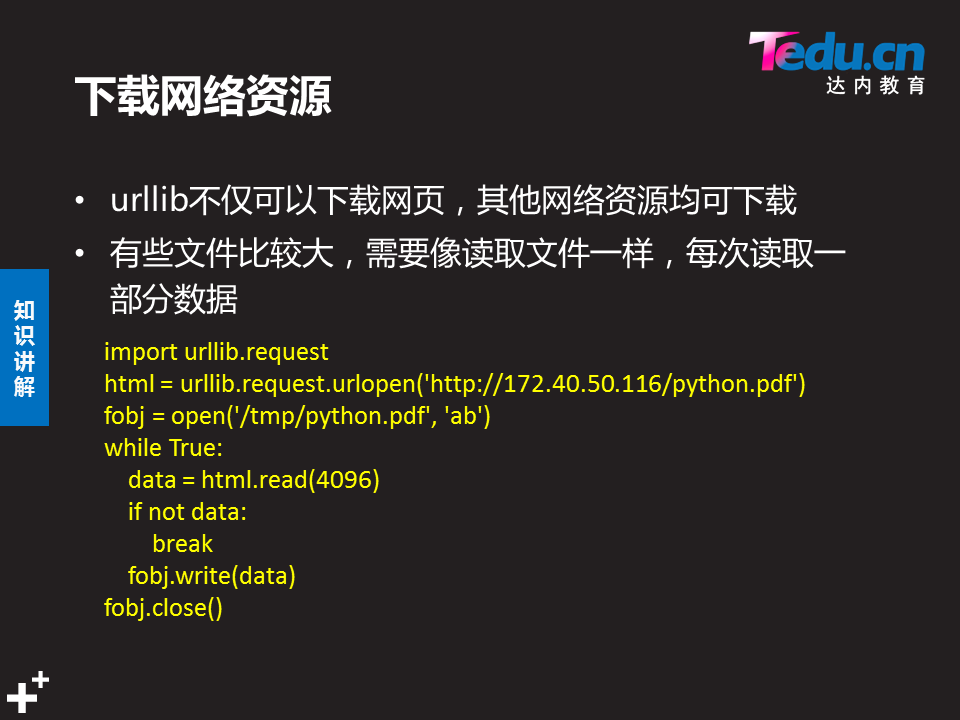 Tedu.cn
达内教育
下载网络资源
• urllib不仅可以下载网页，其他网络资源均可下载
• 有些文件比较大，需要像读取文件一样，每次读取一
部分数据
知
识
讲
解
import urllib.request
html = urllib.request.urlopen('http://172.40.50.116/python.pdf')
fobj = open('/tmp/python.pdf', 'ab')
while True:
    data = html.read(4096)
    if not data:
        break
    fobj.write(data)
fobj.close()